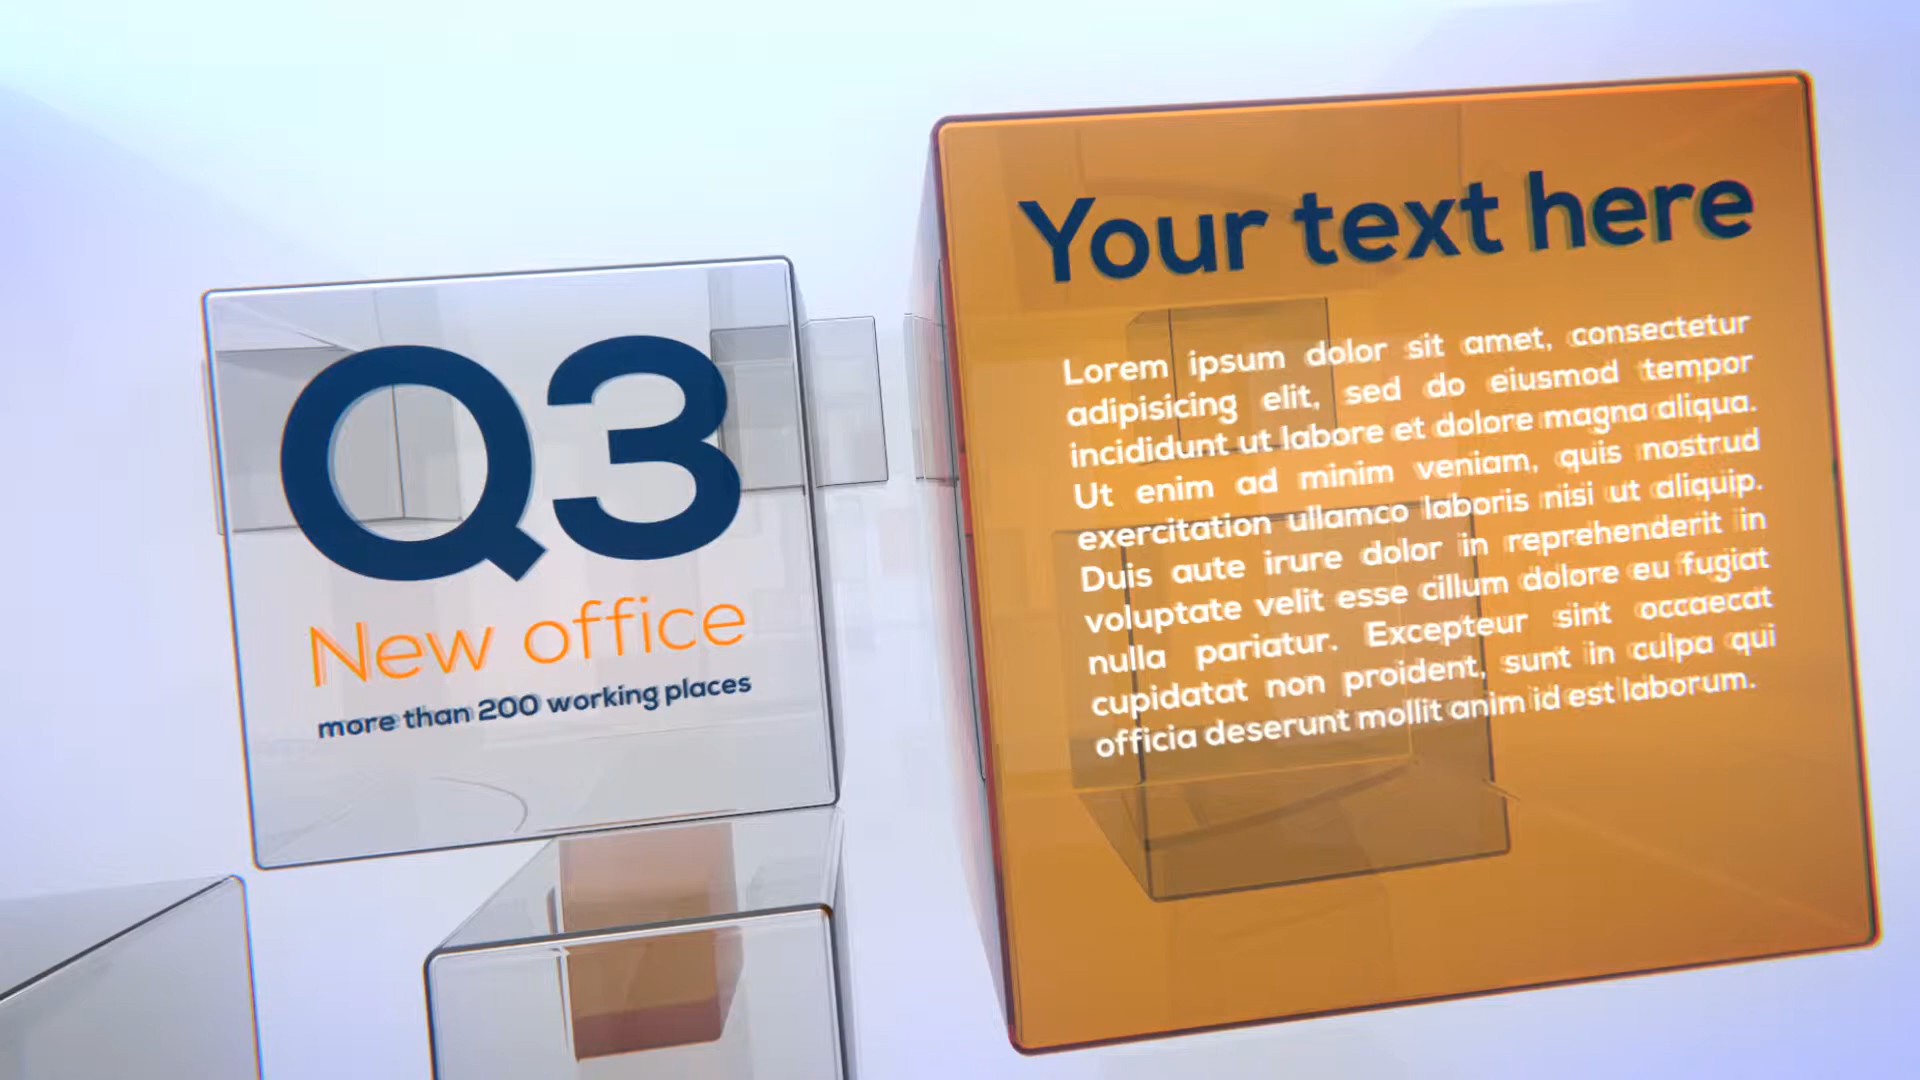 Q3
New office
more than 200 working places
Your text here
Lorem ipsum dolor sit amet, consectetur
adipisicing elit, sed do eiusmod tempor
incididunt ut labore et dolore magna aliqua.
Ut enim ad minim veniam, quis nostrud
exercitation ullamco laboris nisi ut aliquip.
Duis aute irure dolor in reprehenderit in
voluptate velit esse cillum dolore eu fugiat
nulla pariatur. Excepteur sint occaecat
cupidatat non proident, sunt in culpa qui
officia deserunt mollit anim id est laborum.